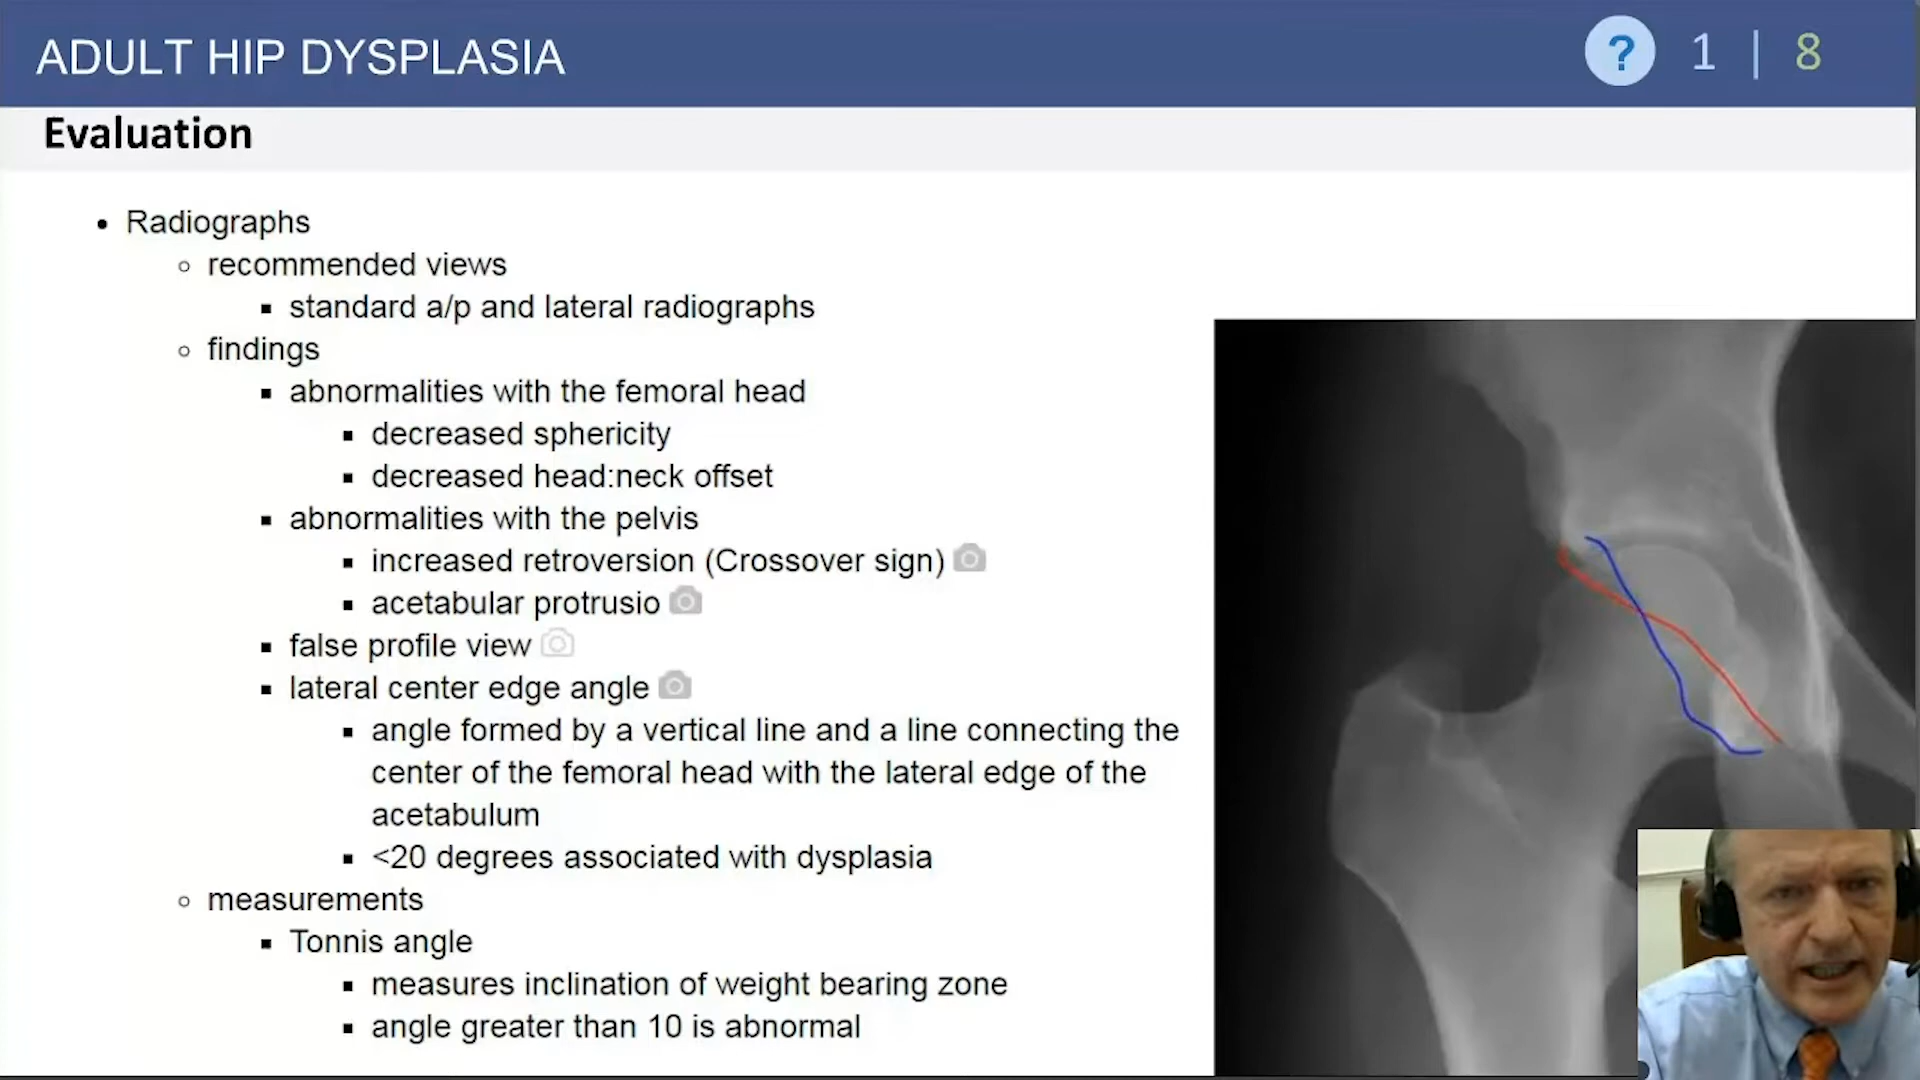 ADULT HIP DYSPLASIA
? 1 | 8
Evaluation
• Radiographs
○ recommended views
▪ standard a/p and lateral radiographs
○ findings
▪ abnormalities with the femoral head
▪ decreased sphericity
▪ decreased head:neck offset
▪ abnormalities with the pelvis
▪ increased retroversion (Crossover sign)
▪ acetabular protrusio
▪ false profile view
▪ lateral center edge angle
▪ angle formed by a vertical line and a line connecting the
center of the femoral head with the lateral edge of the
acetabulum
▪ <20 degrees associated with dysplasia
○ measurements
▪ Tonnis angle
▪ measures inclination of weight bearing zone
▪ angle greater than 10 is abnormal